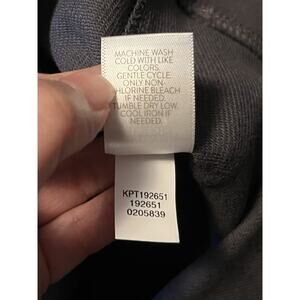 MACHINE WASH
COLD WITH LIKE
COLORS.
GENTLE CYCLE.
ONLY NON-
CHLORINE BLEACH
IF NEEDED.
TUMBLE DRY LOW.
COOL IRON IF
NEEDED.
KPT192651
192651
0205839